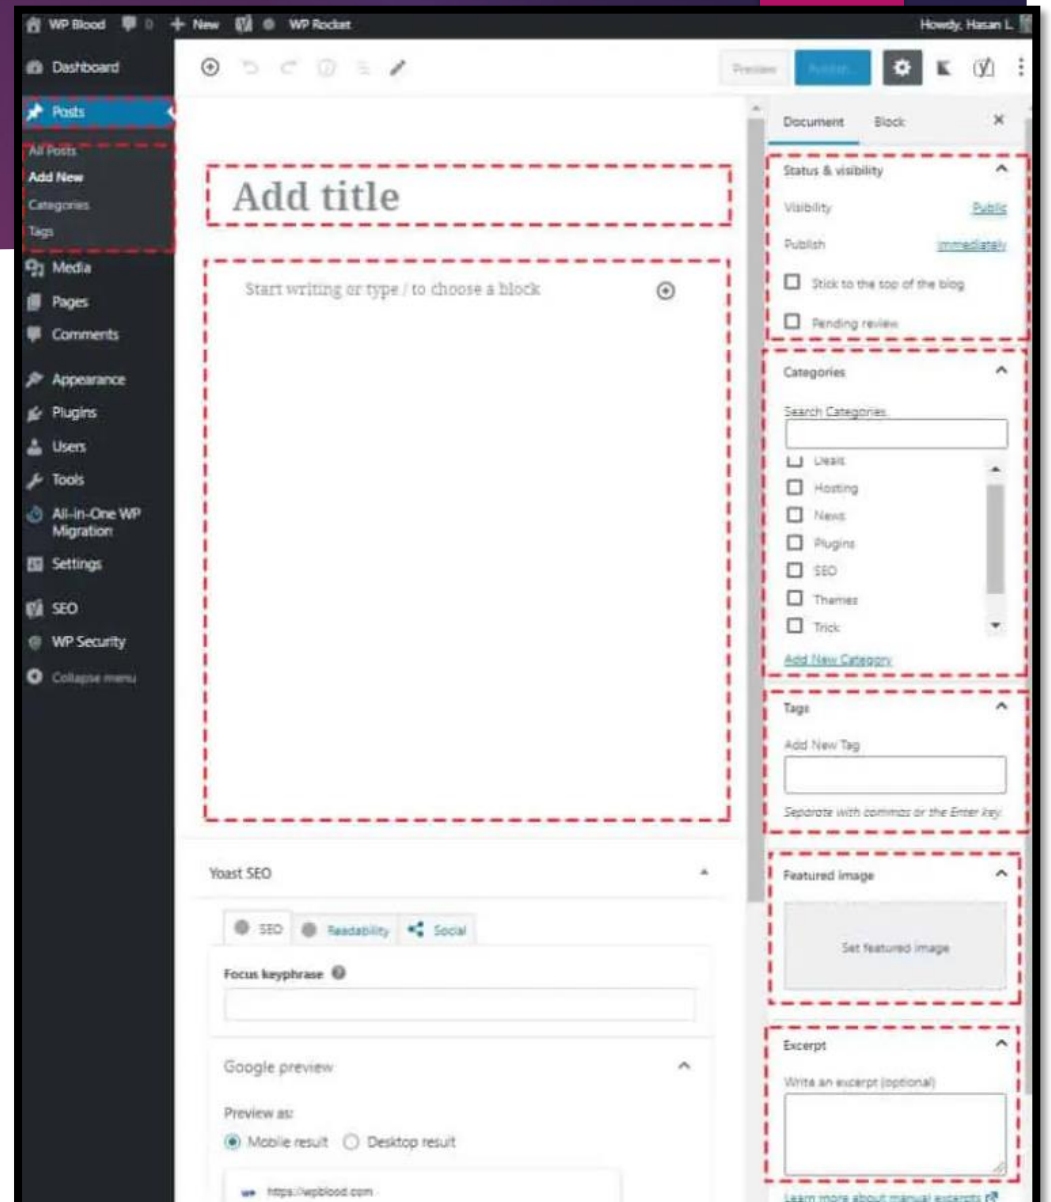 WP Blood 0 + New WP Rocket Howdy, Hasan L
Dashboard
Posts
All Posts
Add New
Categories
Tags
Media
Pages
Comments
Appearance
Plugins
Users
Tools
All-in-One WP
Migration
Settings
SEO
WP Security
Collapse menu
Preview Publish...
Add title
Start writing or type / to choose a block
Yoast SEO
SEO Readability Social
Focus keyphrase
Google preview
Preview as:
Mobile result Desktop result
https://wpblood.com
Document Block
Status & visibility
Visibility Public
Publish Immediately
Stick to the top of the blog
Pending review
Categories
Search Categories
Deals
Hosting
News
Plugins
SEO
Themes
Trick
Add New Category
Tags
Add New Tag
Separate with commas or the Enter key.
Featured image
Set featured image
Excerpt
Write an excerpt (optional)
Learn more about manual excerpts